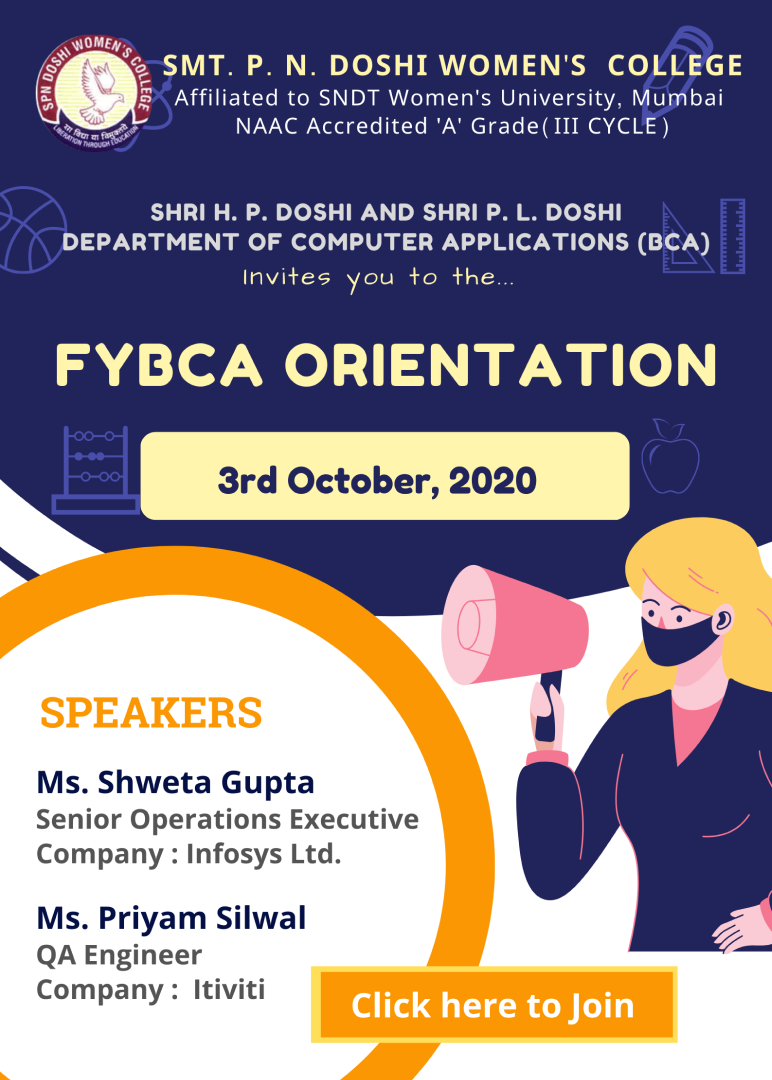 SPN DOSHI WOMEN'S COLLEGE
सा विद्या या विमुक्तये
LIBERATION THROUGH EDUCATION
SMT. P. N. DOSHI WOMEN'S COLLEGE
Affiliated to SNDT Women's University, Mumbai
NAAC Accredited 'A' Grade( III CYCLE )
SHRI H. P. DOSHI AND SHRI P. L. DOSHI
DEPARTMENT OF COMPUTER APPLICATIONS (BCA)
Invites you to the...
FYBCA ORIENTATION
3rd October, 2020
SPEAKERS
Ms. Shweta Gupta
Senior Operations Executive
Company : Infosys Ltd.
Ms. Priyam Silwal
QA Engineer
Company : Itiviti
Click here to Join